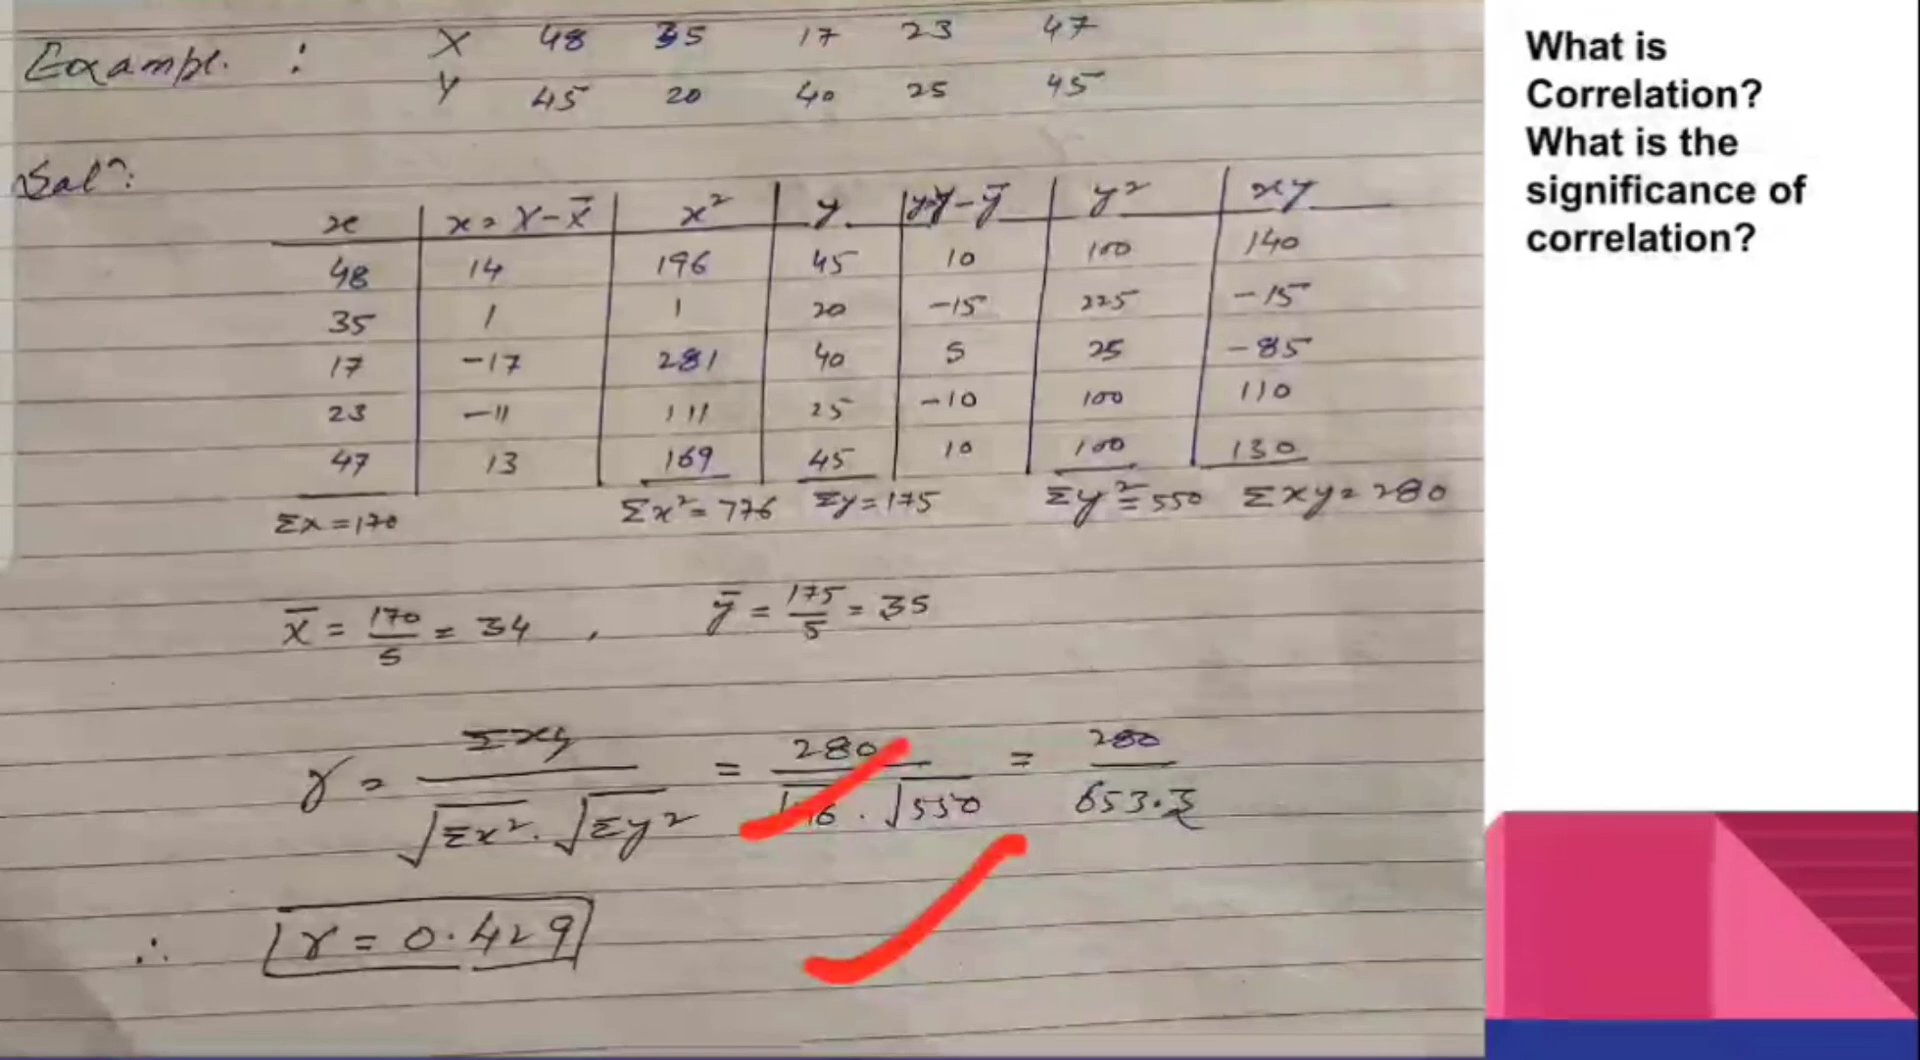 Exampl. : X 48 35 17 23 47
Y 45 20 40 25 45
Solⁿ:
x x = X - X̄ x² y y=y-ȳ y² xy
48 14 196 45 10 100 140
35 1 1 20 -15 225 -15
17 -17 281 40 5 25 -85
23 -11 111 25 -10 100 110
47 13 169 45 10 100 130
Σx = 170 Σx² = 776 Σy = 175 Σy² = 550 Σxy = 280
X̄ = 170/5 = 34 , ȳ = 175/5 = 35
r = Σxy / √Σx² . √Σy² = 280 / √776 . √550 = 280 / 653.3
∴ r = 0.429
What is
Correlation?
What is the
significance of
correlation?